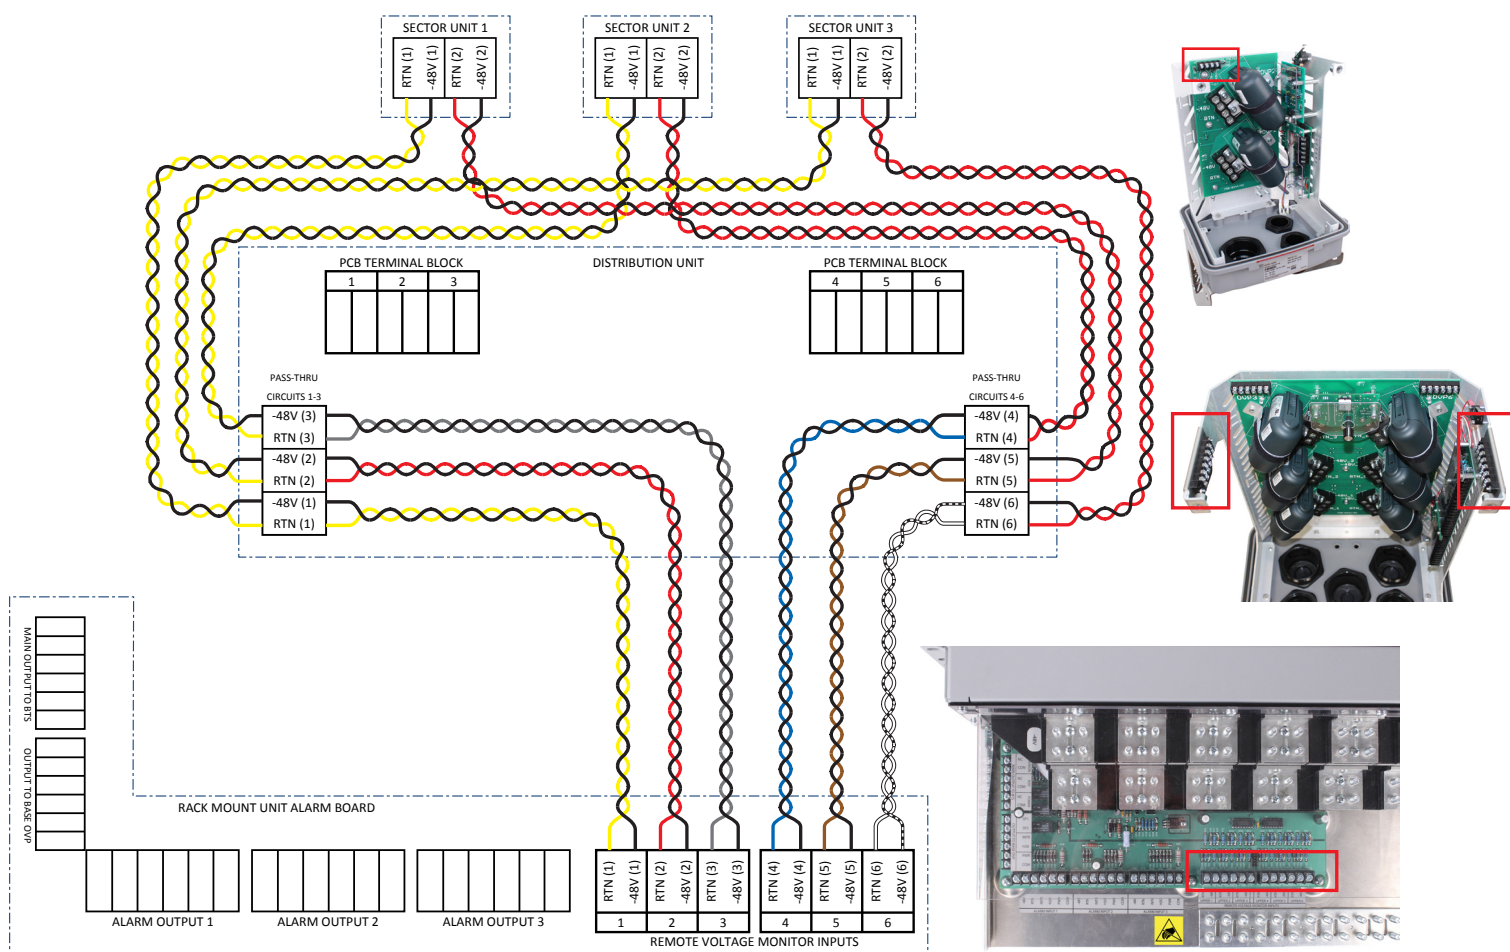 SECTOR UNIT 1
RTN (1)
-48V (1)
RTN (2)
-48V (2)
SECTOR UNIT 2
RTN (1)
-48V (1)
RTN (2)
-48V (2)
SECTOR UNIT 3
RTN (1)
-48V (1)
RTN (2)
-48V (2)
DISTRIBUTION UNIT
PCB TERMINAL BLOCK
1 2 3
PCB TERMINAL BLOCK
4 5 6
PASS-THRU
CIRCUITS 1-3
-48V (3)
RTN (3)
-48V (2)
RTN (2)
-48V (1)
RTN (1)
PASS-THRU
CIRCUITS 4-6
-48V (4)
RTN (4)
-48V (5)
RTN (5)
-48V (6)
RTN (6)
MAIN OUTPUT TO BTS
OUTPUT TO BASE OVP
RACK MOUNT UNIT ALARM BOARD
ALARM OUTPUT 1
ALARM OUTPUT 2
ALARM OUTPUT 3
RTN (1)
-48V (1)
RTN (2)
-48V (2)
RTN (3)
-48V (3)
RTN (4)
-48V (4)
RTN (5)
-48V (5)
RTN (6)
-48V (6)
1 2 3 4 5 6
REMOTE VOLTAGE MONITOR INPUTS
-48V
RTN
-48V
RTN